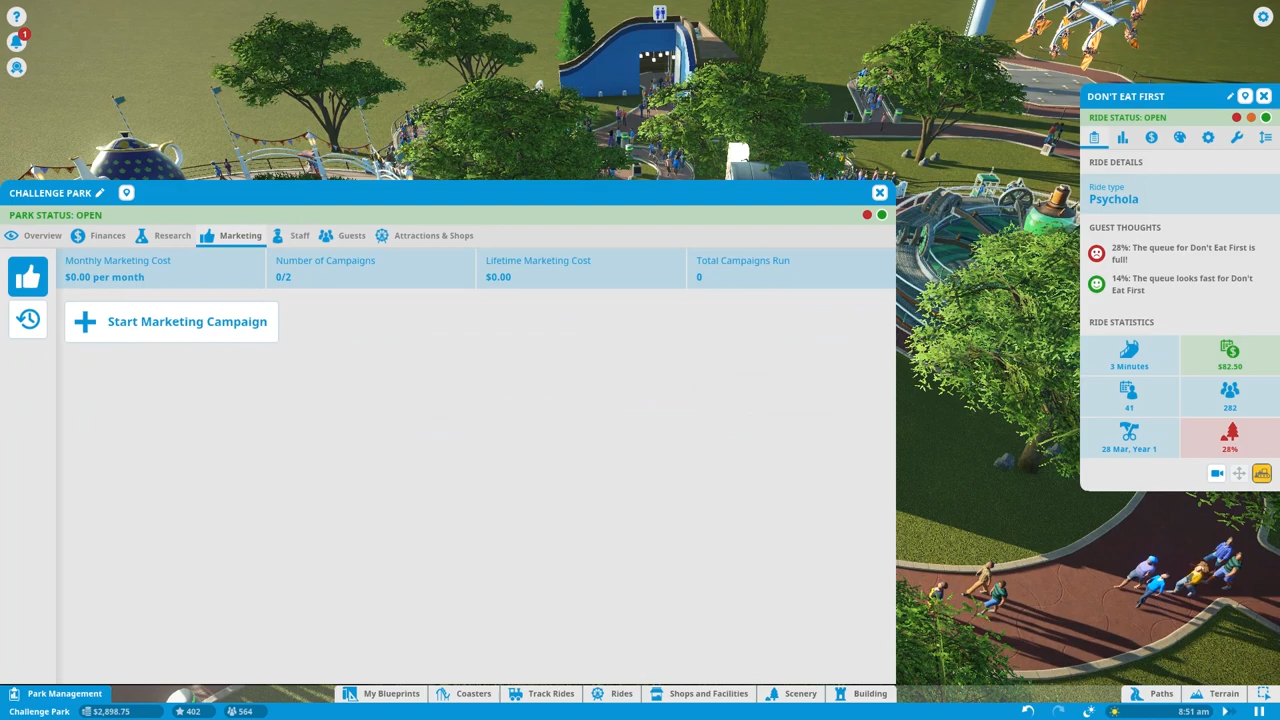 ?
1
CHALLENGE PARK
PARK STATUS: OPEN
Overview
Finances
Research
Marketing
Staff
Guests
Attractions & Shops
Monthly Marketing Cost
$0.00 per month
Number of Campaigns
0/2
Lifetime Marketing Cost
$0.00
Total Campaigns Run
0
Start Marketing Campaign
DON'T EAT FIRST
RIDE STATUS: OPEN
RIDE DETAILS
Ride type
Psychola
GUEST THOUGHTS
28%: The queue for Don't Eat First is
full!
14%: The queue looks fast for Don't
Eat First
RIDE STATISTICS
3 Minutes
$82.50
41
282
28 Mar, Year 1
28%
Park Management
My Blueprints
Coasters
Track Rides
Rides
Shops and Facilities
Scenery
Building
Paths
Terrain
Challenge Park
$2,898.75
402
564
8:51 am